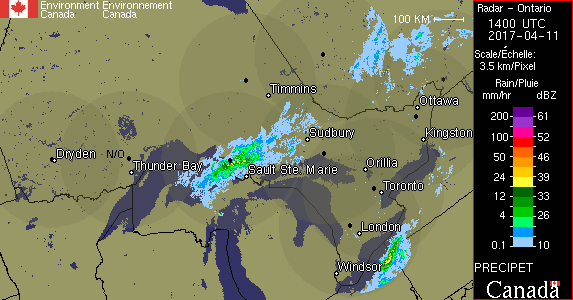 Environment Environnement
Canada Canada
100 KM
Timmins
Ottawa
Sudbury
Kingston
Dryden
N/O
Thunder Bay
Sault Ste. Marie
Orillia
Toronto
London
Windsor
Radar - Ontario
1400 UTC
2017-04-11
Scale/Échelle:
3.5 km/Pixel
Rain/Pluie
mm/hr dBZ
200 61
100 56
50 46
24 39
12 33
4 26
0.1 10
PRECIPET
Canada